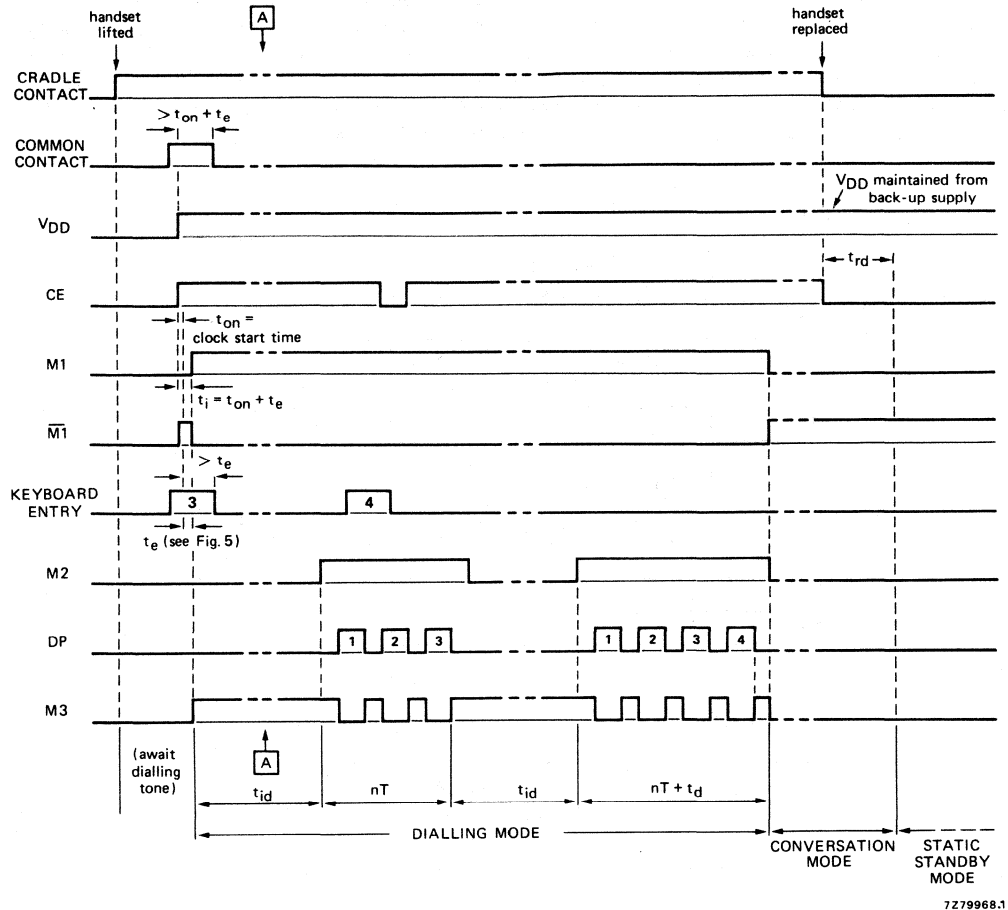 handset
lifted
A
handset
replaced
CRADLE
CONTACT
> ton + te
COMMON
CONTACT
VDD maintained from
back-up supply
VDD
trd
CE
ton =
clock start time
M1
ti = ton + te
M̅1̅
> te
KEYBOARD
ENTRY
3
4
te (see Fig. 5)
M2
DP
1 2 3
1 2 3 4
M3
(await
dialling
tone)
A
tid
nT
tid
nT + td
DIALLING MODE
CONVERSATION
MODE
STATIC
STANDBY
MODE
7Z79968.1